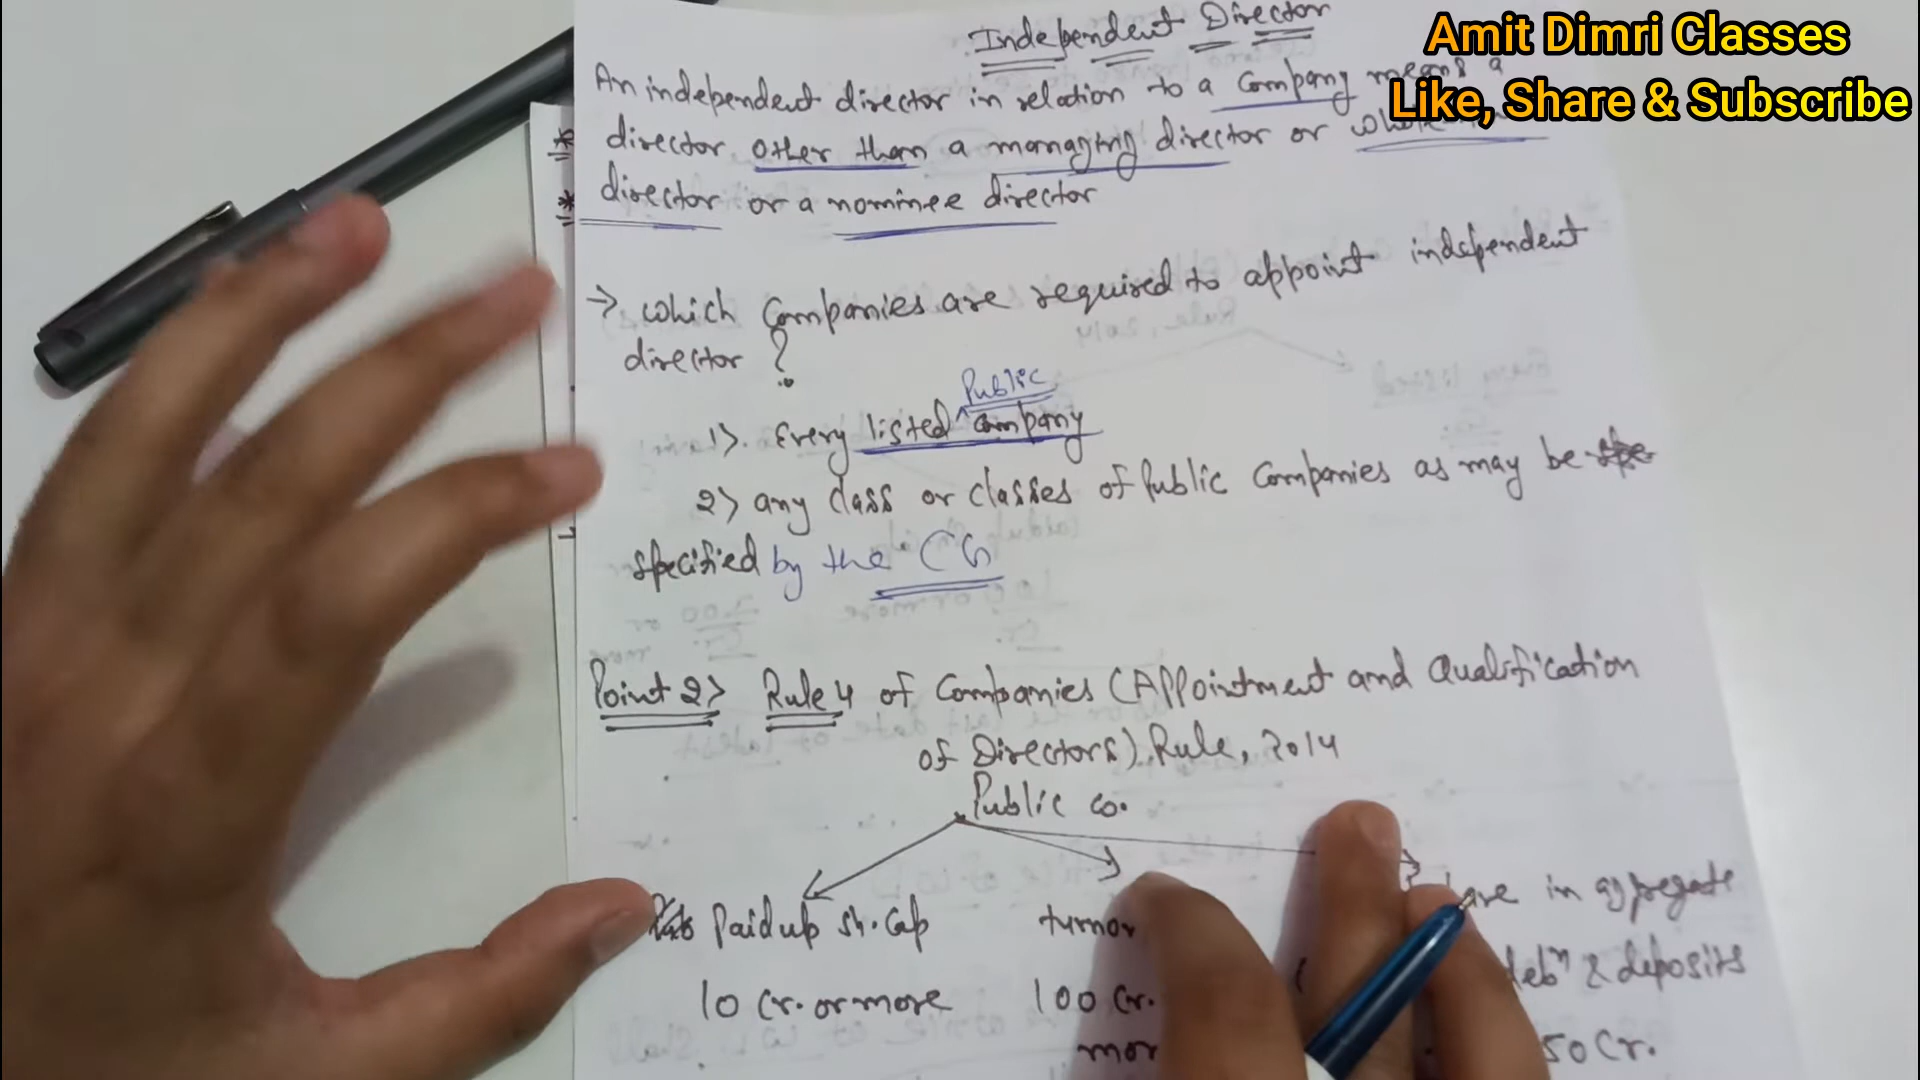 Amit Dimri Classes
Like, Share & Subscribe
Independent Director
An independent director in relation to a company means a
director other than a managing director or
director or a nominee director
→ which Companies are required to appoint independent
director ?
Public
1). Every listed ^ company
2) any class or classes of Public Companies as may be
specified by the CG
Point 2) Rule 4 of Companies (Appointment and Qualification
of Directors) Rule, 2014
Public co.
Paidup sh. cap
in aggregate
10 Cr. or more 100 Cr.
debⁿ & deposits
50 Cr.